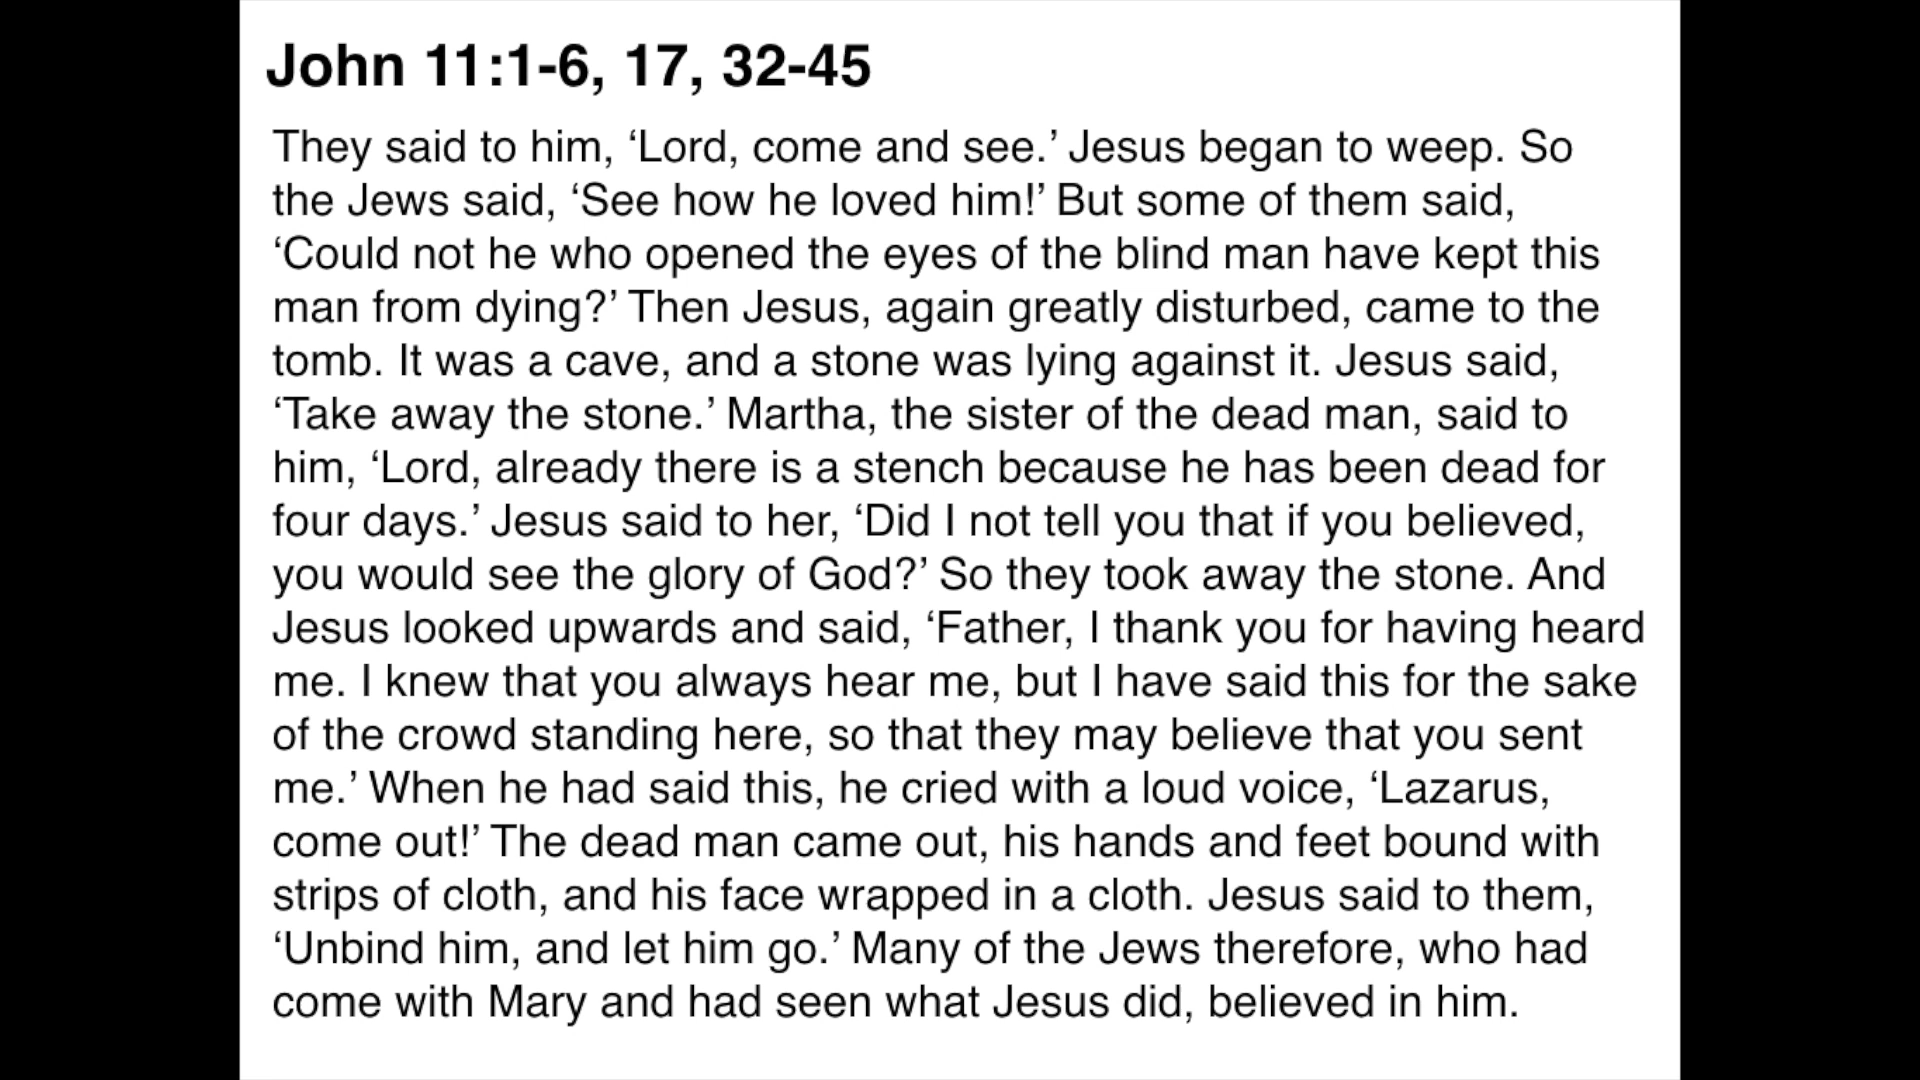 John 11:1-6, 17, 32-45
They said to him, ‘Lord, come and see.’ Jesus began to weep. So
the Jews said, ‘See how he loved him!’ But some of them said,
‘Could not he who opened the eyes of the blind man have kept this
man from dying?’ Then Jesus, again greatly disturbed, came to the
tomb. It was a cave, and a stone was lying against it. Jesus said,
‘Take away the stone.’ Martha, the sister of the dead man, said to
him, ‘Lord, already there is a stench because he has been dead for
four days.’ Jesus said to her, ‘Did I not tell you that if you believed,
you would see the glory of God?’ So they took away the stone. And
Jesus looked upwards and said, ‘Father, I thank you for having heard
me. I knew that you always hear me, but I have said this for the sake
of the crowd standing here, so that they may believe that you sent
me.’ When he had said this, he cried with a loud voice, ‘Lazarus,
come out!’ The dead man came out, his hands and feet bound with
strips of cloth, and his face wrapped in a cloth. Jesus said to them,
‘Unbind him, and let him go.’ Many of the Jews therefore, who had
come with Mary and had seen what Jesus did, believed in him.